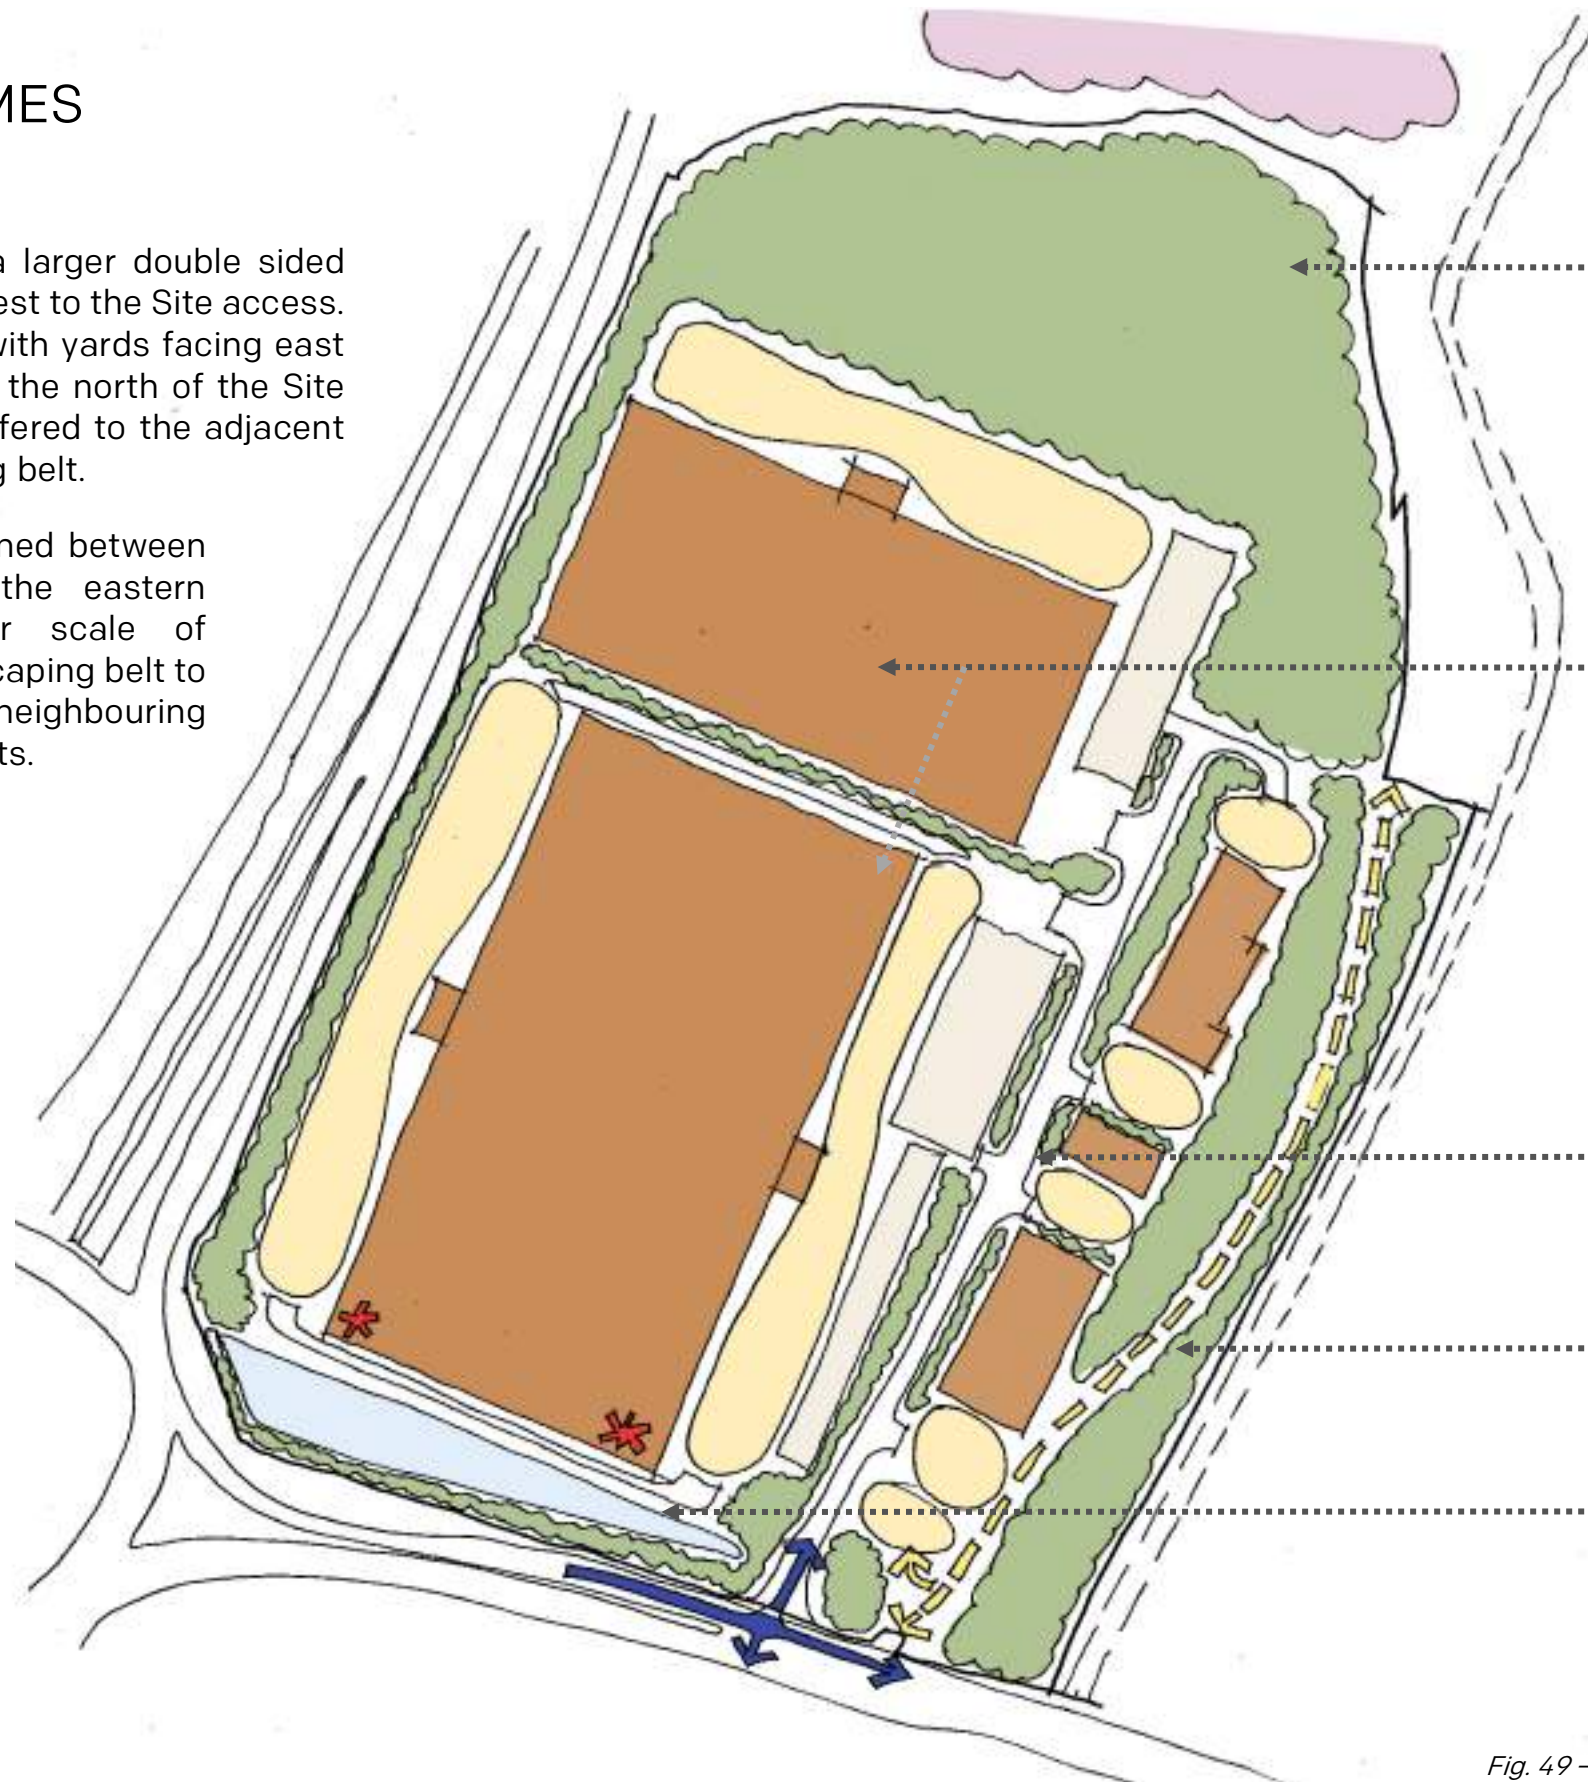 MES
a larger double sided
est to the Site access.
with yards facing east
the north of the Site
fered to the adjacent
g belt.
ned between
the eastern
r scale of
caping belt to
neighbouring
ts.
Fig. 49 –